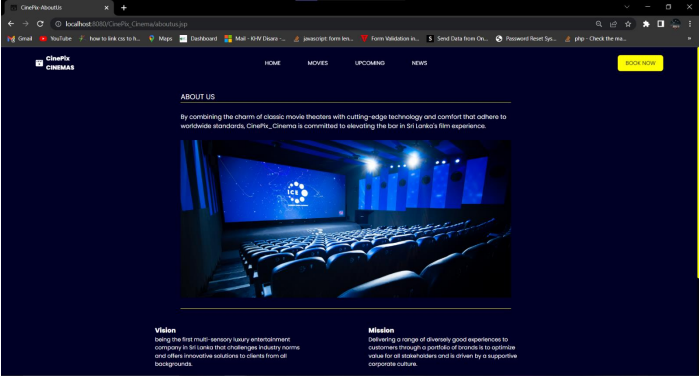 CinePix-AboutUs
localhost:8080/CinePix_Cinema/aboutus.jsp
Gmail YouTube how to link css to h... Maps Dashboard Mail - KHV Disara -... javascript form len... Form Validation in... Send Data from On... Password Reset Sys... php - Check the ma... »
CinePix
CINEMAS
HOME MOVIES UPCOMING NEWS BOOK NOW
ABOUT US
By combining the charm of classic movie theaters with cutting-edge technology and comfort that adhere to
worldwide standards, CinePix_Cinema is committed to elevating the bar in Sri Lanka's film experience.
ICE
Vision
being the first multi-sensory luxury entertainment
company in Sri Lanka that challenges industry norms
and offers innovative solutions to clients from all
backgrounds.
Mission
Delivering a range of diversely good experiences to
customers through a portfolio of brands is to optimize
value for all stakeholders and is driven by a supportive
corporate culture.